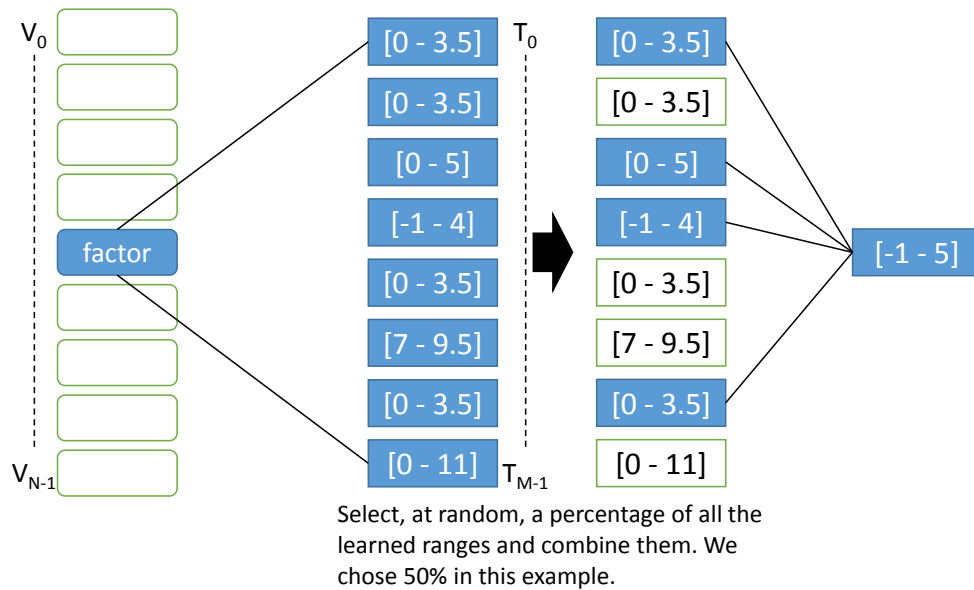 V0
factor
VN-1
[0 - 3.5]
[0 - 3.5]
[0 - 5]
[-1 - 4]
[0 - 3.5]
[7 - 9.5]
[0 - 3.5]
[0 - 11]
T0
TM-1
[0 - 3.5]
[0 - 3.5]
[0 - 5]
[-1 - 4]
[0 - 3.5]
[7 - 9.5]
[0 - 3.5]
[0 - 11]
[-1 - 5]
Select, at random, a percentage of all the
learned ranges and combine them. We
chose 50% in this example.